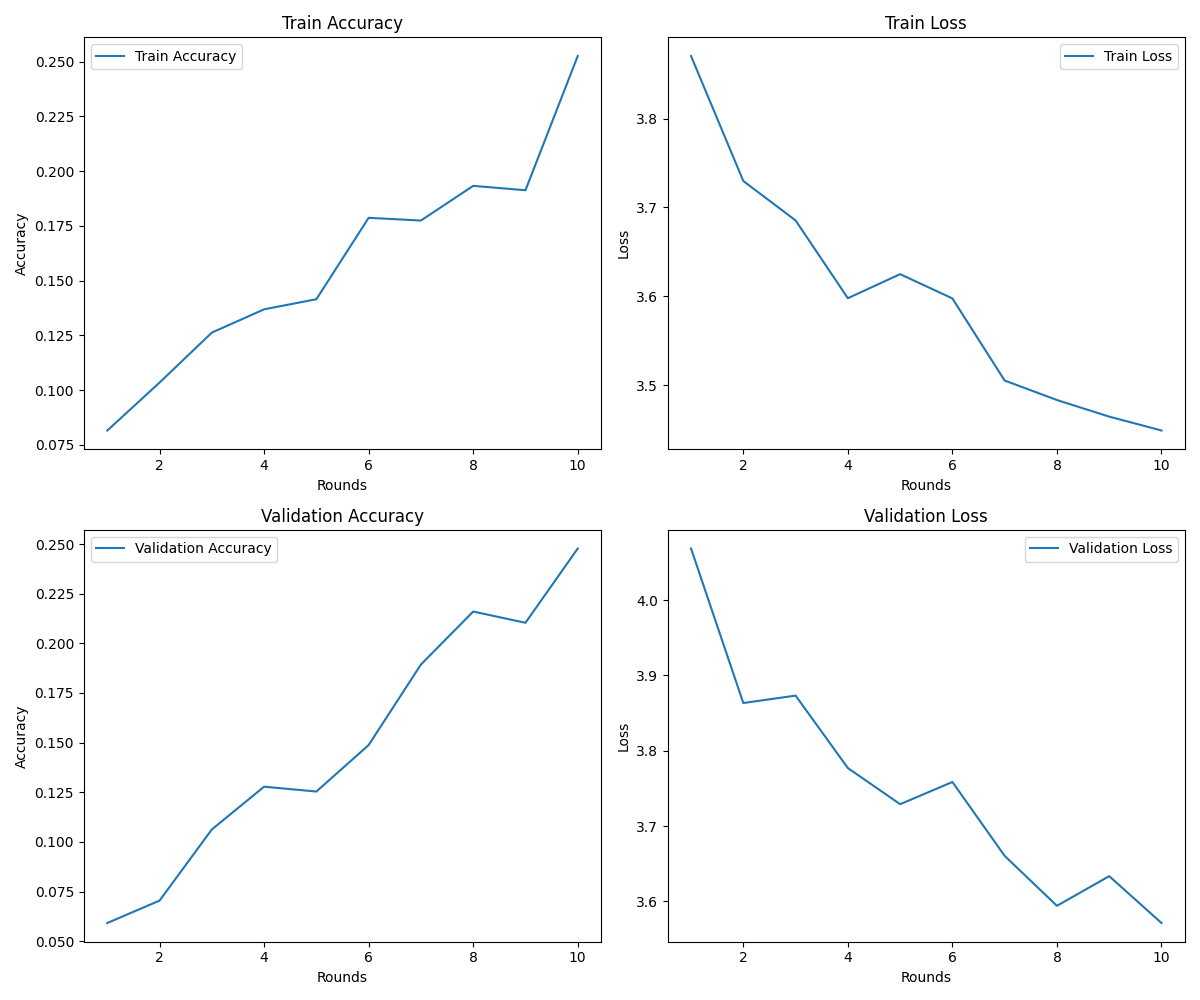 Train Accuracy
Train Accuracy
0.250
0.225
0.200
0.175
0.150
0.125
0.100
0.075
Accuracy
2 4 6 8 10
Rounds
Train Loss
Train Loss
3.8
3.7
3.6
3.5
Loss
2 4 6 8 10
Rounds
Validation Accuracy
Validation Accuracy
0.250
0.225
0.200
0.175
0.150
0.125
0.100
0.075
0.050
Accuracy
2 4 6 8 10
Rounds
Validation Loss
Validation Loss
4.0
3.9
3.8
3.7
3.6
Loss
2 4 6 8 10
Rounds